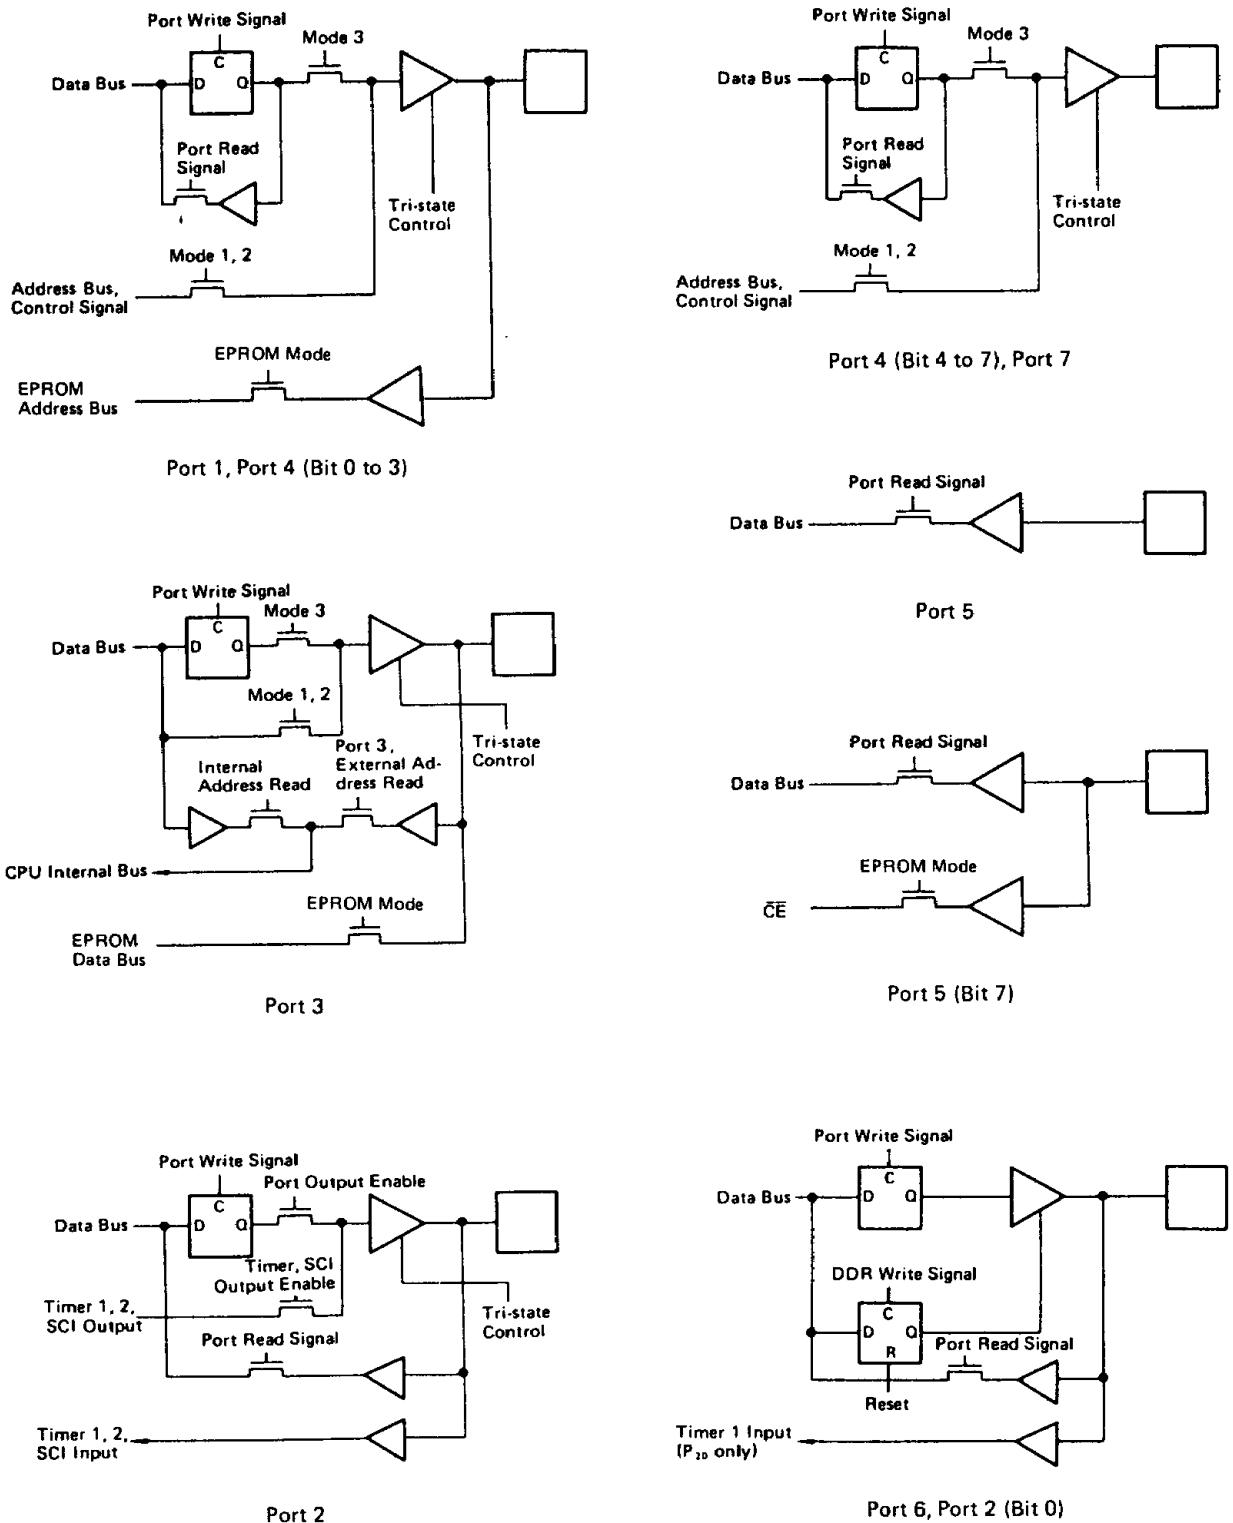 Port Write Signal
Mode 3
Data Bus
C
D
Q
Port Read
Signal
Tri-state
Control
Mode 1, 2
Address Bus,
Control Signal
EPROM Mode
EPROM
Address Bus
Port 1, Port 4 (Bit 0 to 3)
Port Write Signal
Mode 3
Data Bus
C
D
Q
Port Read
Signal
Tri-state
Control
Mode 1, 2
Address Bus,
Control Signal
Port 4 (Bit 4 to 7), Port 7
Port Read Signal
Data Bus
Port 5
Port Write Signal
Mode 3
Data Bus
C
D
Q
Mode 1, 2
Tri-state
Control
Internal
Address Read
Port 3,
External Ad-
dress Read
CPU Internal Bus
EPROM Mode
EPROM
Data Bus
Port 3
Port Read Signal
Data Bus
EPROM Mode
C̅E̅
Port 5 (Bit 7)
Port Write Signal
Port Output Enable
Data Bus
C
D
Q
Timer, SCI
Output Enable
Timer 1, 2,
SCI Output
Tri-state
Control
Port Read Signal
Timer 1, 2,
SCI Input
Port 2
Port Write Signal
Data Bus
C
D
Q
DDR Write Signal
C
D
Q
R
Port Read Signal
Reset
Timer 1 Input
(P₂₀ only)
Port 6, Port 2 (Bit 0)